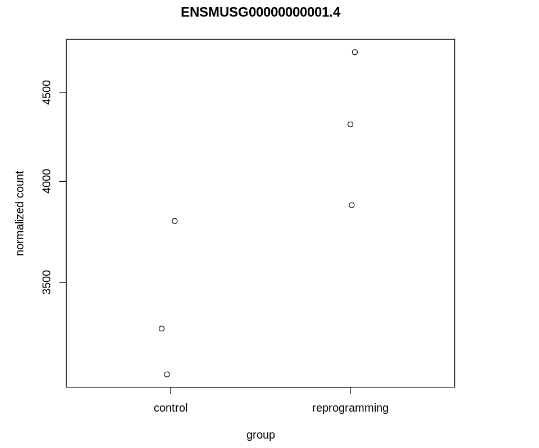 ENSMUSG00000000001.4
normalized count
4500
4000
3500
control
reprogramming
group